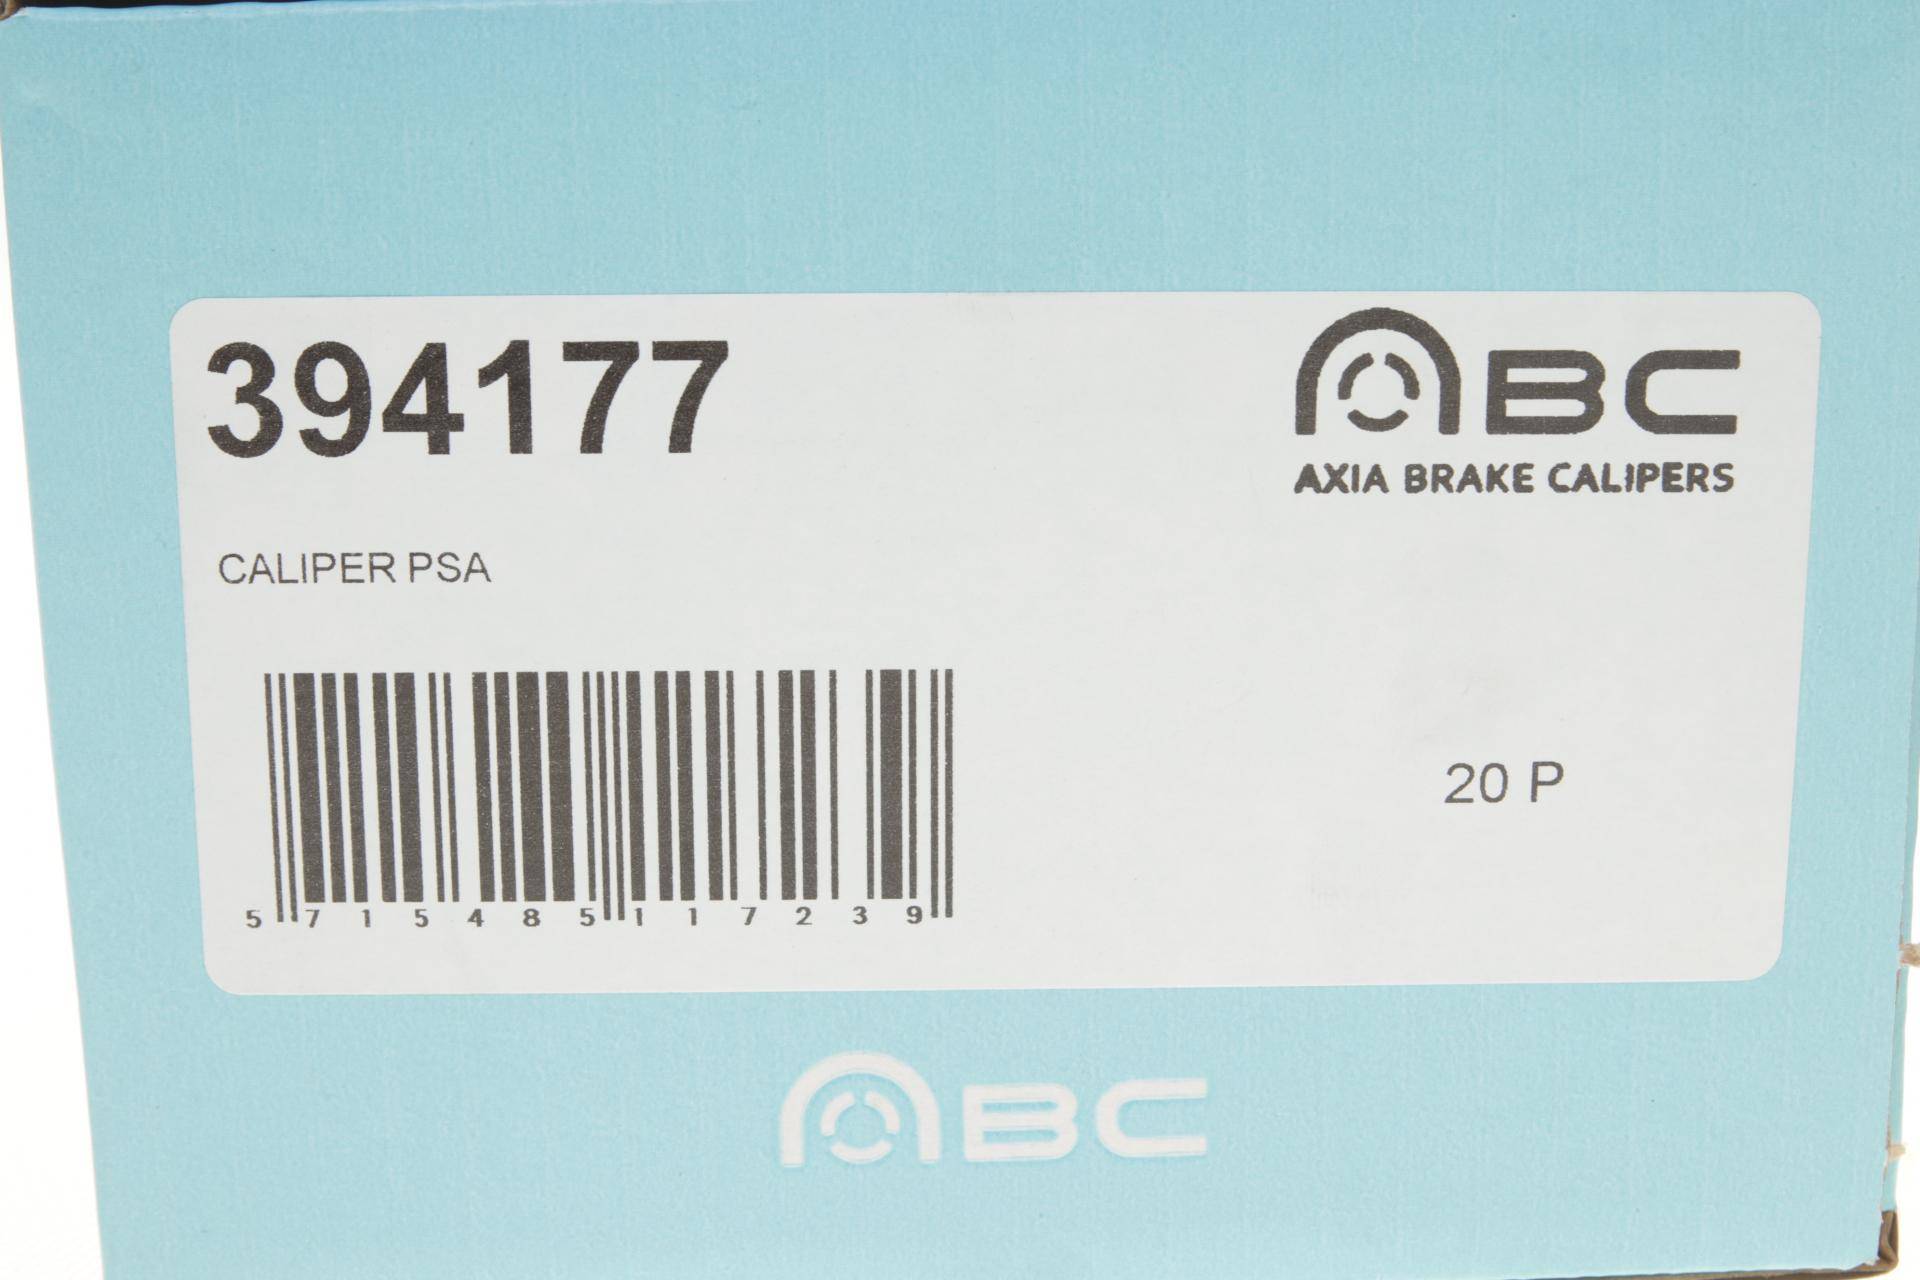 394177
ABC
AXIA BRAKE CALIPERS
CALIPER PSA
20 P
5 715485 117239
ABC